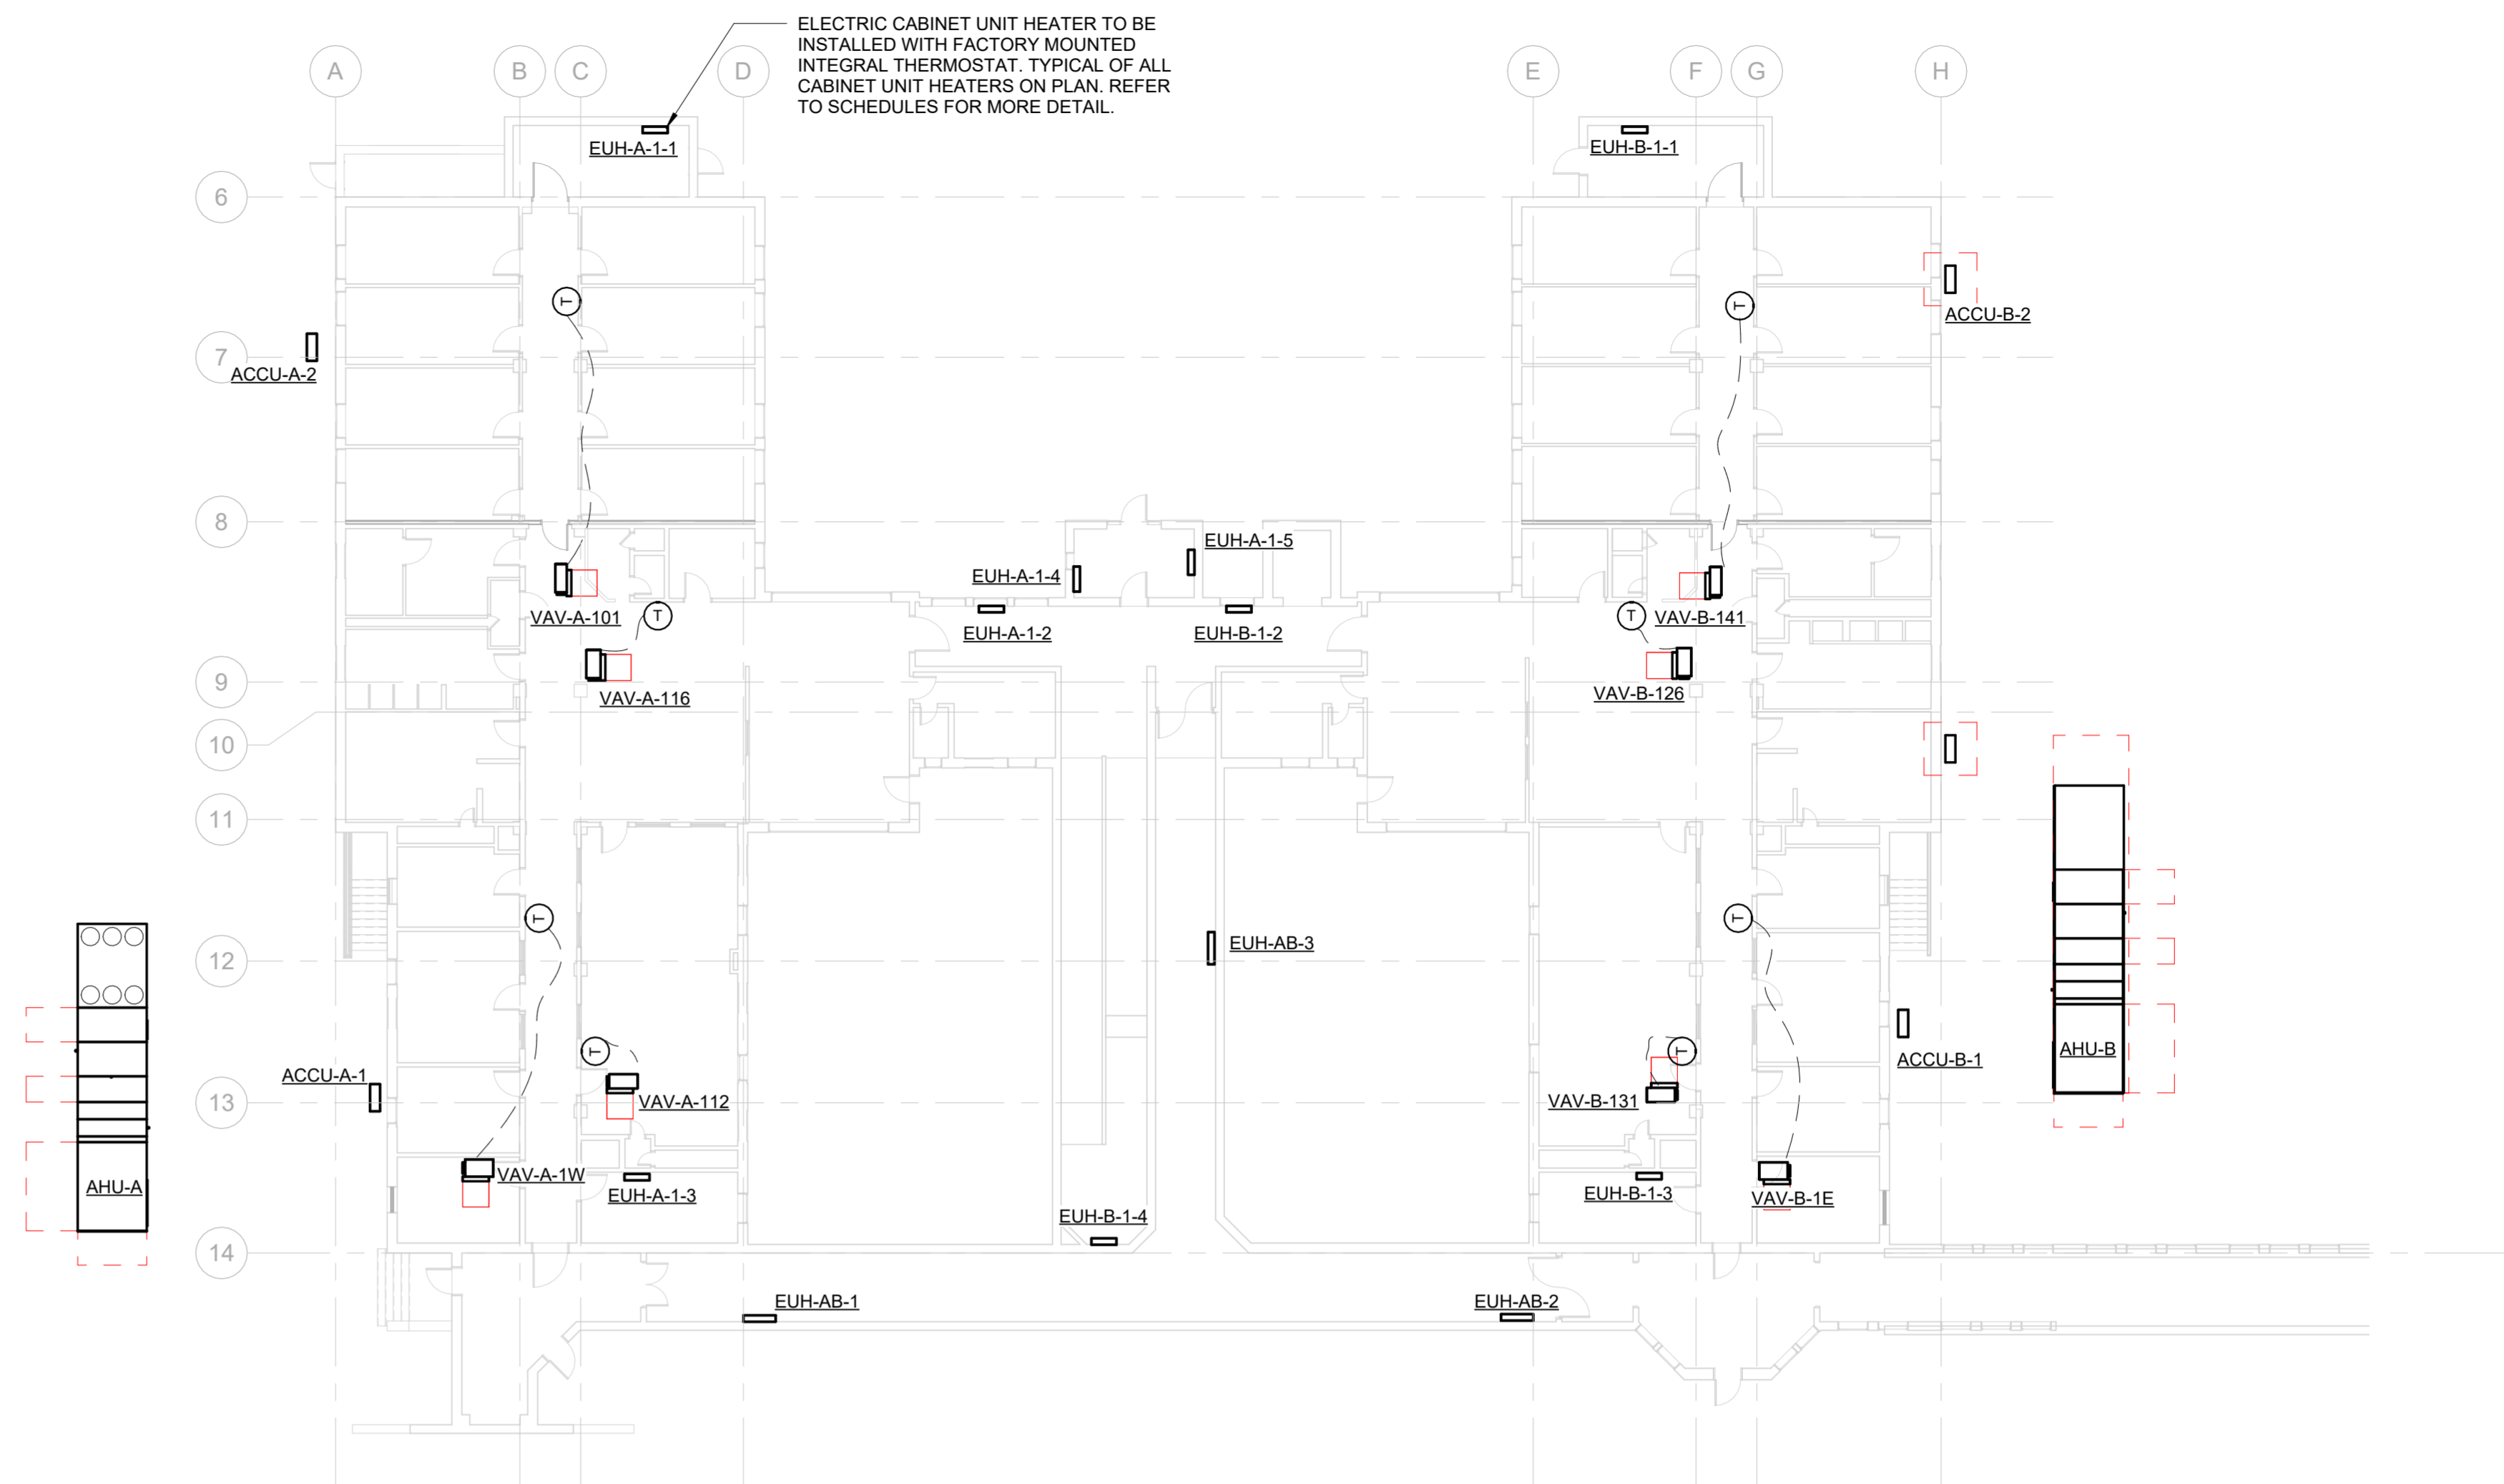 ELECTRIC CABINET UNIT HEATER TO BE
INSTALLED WITH FACTORY MOUNTED
INTEGRAL THERMOSTAT. TYPICAL OF ALL
CABINET UNIT HEATERS ON PLAN. REFER
TO SCHEDULES FOR MORE DETAIL.
A
B
C
D
E
F
G
H
EUH-A-1-1
EUH-B-1-1
6
T
T
ACCU-B-2
7
ACCU-A-2
8
EUH-A-1-5
EUH-A-1-4
VAV-A-101
T
T
VAV-B-141
EUH-A-1-2
EUH-B-1-2
9
VAV-A-116
VAV-B-126
10
11
T
T
EUH-AB-3
12
T
T
AHU-B
ACCU-B-1
ACCU-A-1
13
VAV-A-112
VAV-B-131
VAV-A-1W
AHU-A
EUH-A-1-3
EUH-B-1-3
VAV-B-1E
EUH-B-1-4
14
EUH-AB-1
EUH-AB-2